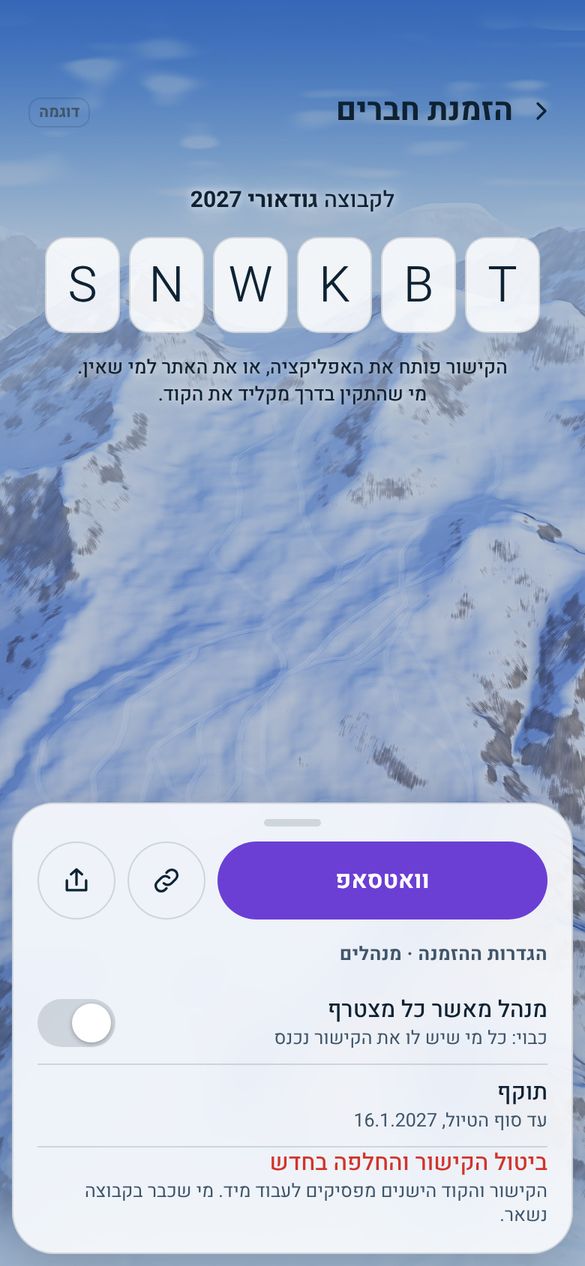 הזמנת חברים
דוגמה
לקבוצה גודאורי 2027
S N W K B T
הקישור פותח את האפליקציה, או את האתר למי שאין.
מי שהתקין בדרך מקליד את הקוד.
וואטסאפ
הגדרות ההזמנה · מנהלים
מנהל מאשר כל מצטרף
כבוי: כל מי שיש לו את הקישור נכנס
תוקף
עד סוף הטיול, 16.1.2027
ביטול הקישור והחלפה בחדש
הקישור והקוד הישנים מפסיקים לעבוד מיד. מי שכבר בקבוצה
נשאר.